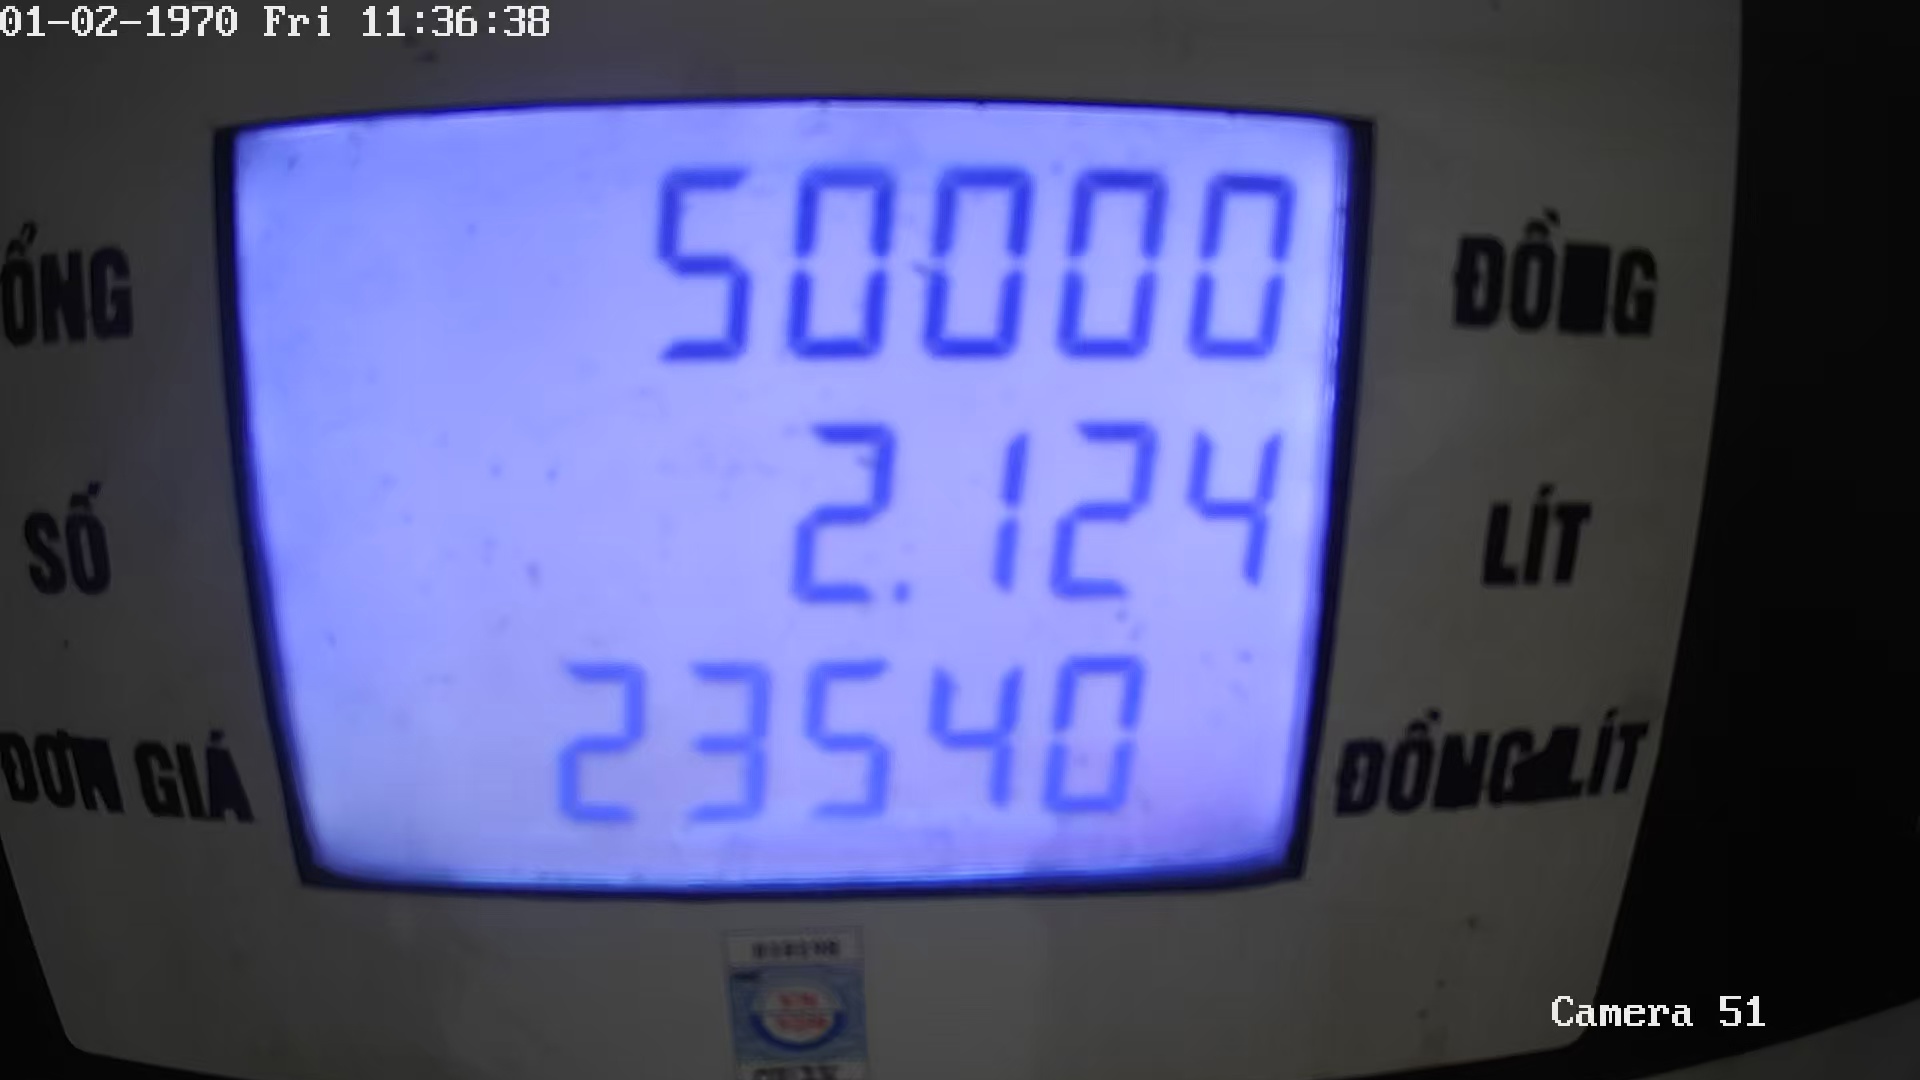 01-02-1970 Fri 11:36:38
50000
ĐỒNG
2.124
SỐ
LÍT
23540
ĐƠN GIÁ
ĐỒNG/LÍT
Camera 51